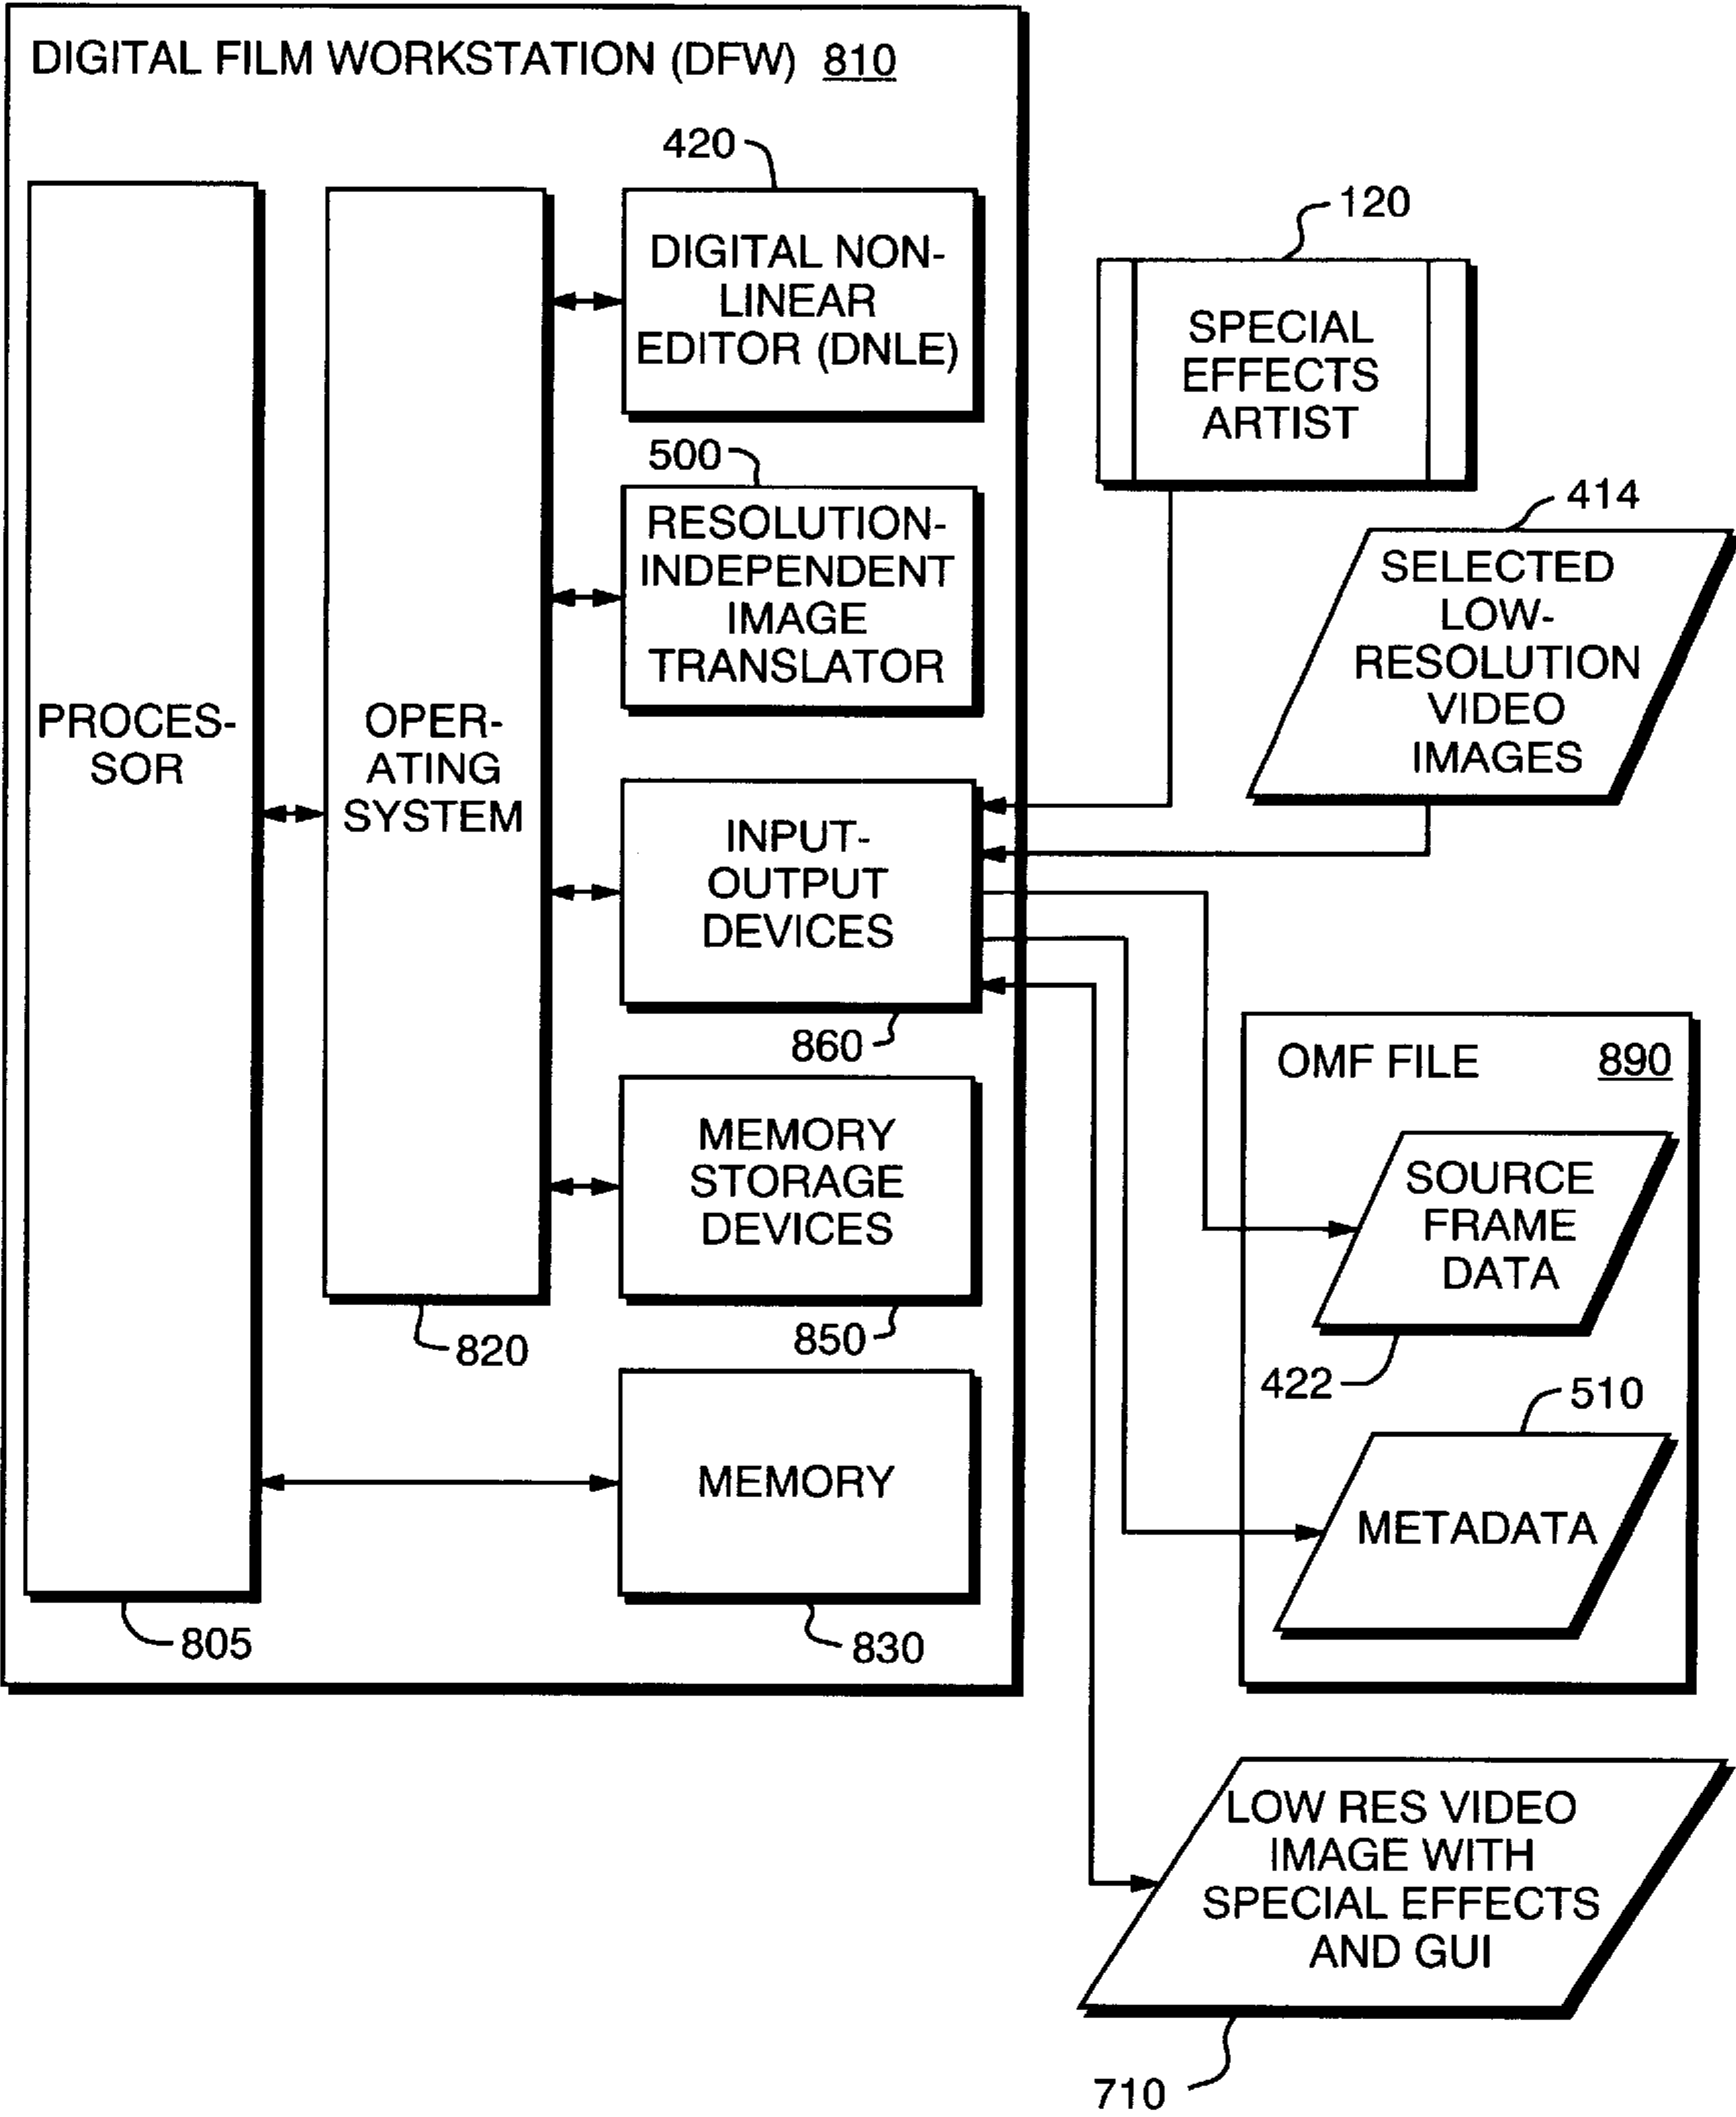 DIGITAL FILM WORKSTATION (DFW) 810
420
DIGITAL NON-
LINEAR
EDITOR (DNLE)
120
SPECIAL
EFFECTS
ARTIST
500
RESOLUTION-
INDEPENDENT
IMAGE
TRANSLATOR
414
SELECTED
LOW-
RESOLUTION
VIDEO
IMAGES
PROCES-
SOR
OPER-
ATING
SYSTEM
INPUT-
OUTPUT
DEVICES
860
OMF FILE 890
MEMORY
STORAGE
DEVICES
850
SOURCE
FRAME
DATA
422
820
510
MEMORY
METADATA
805
830
LOW RES VIDEO
IMAGE WITH
SPECIAL EFFECTS
AND GUI
710